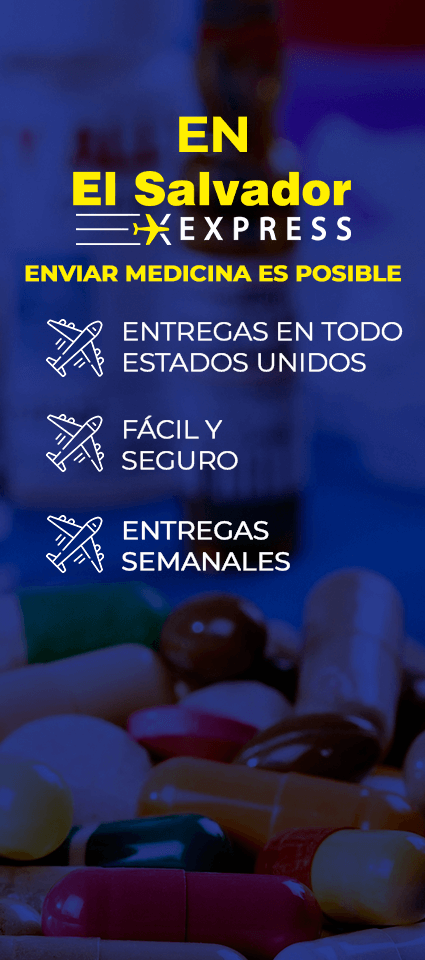 EN
El Salvador
EXPRESS
ENVIAR MEDICINA ES POSIBLE
ENTREGAS EN TODO
ESTADOS UNIDOS
FÁCIL Y
SEGURO
ENTREGAS
SEMANALES